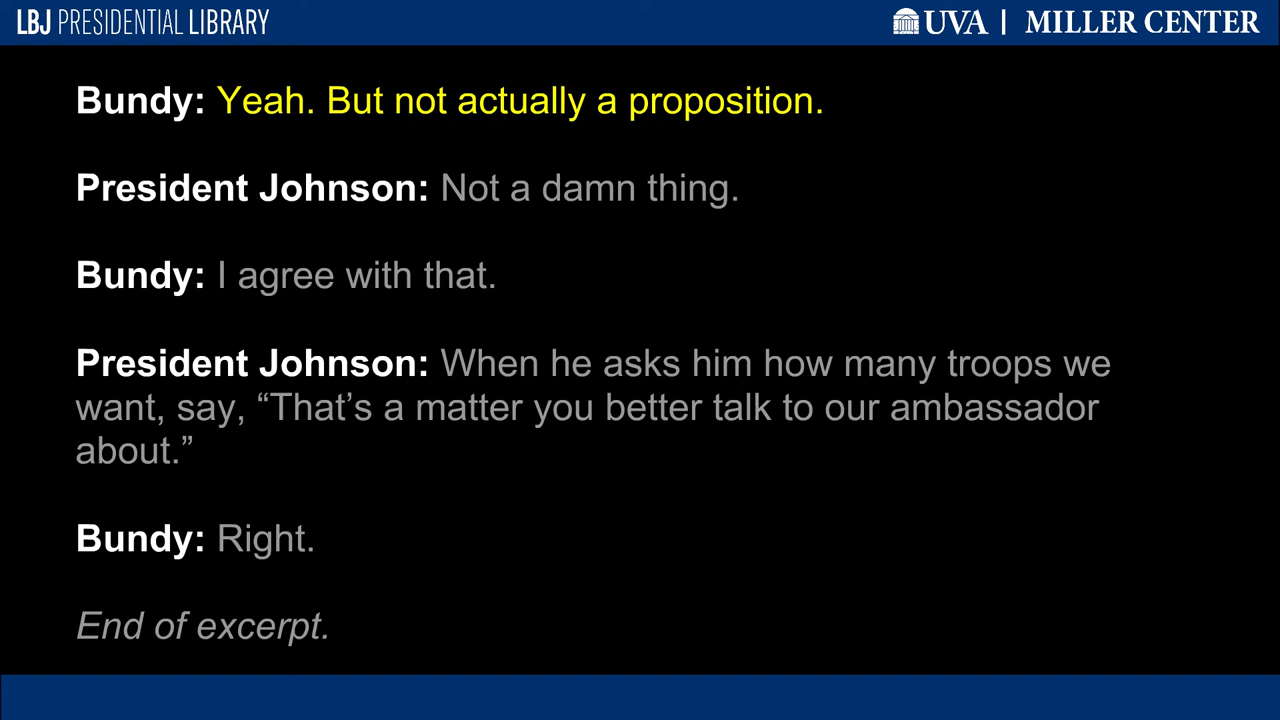 LBJ PRESIDENTIAL LIBRARY
UVA | MILLER CENTER
Bundy: Yeah. But not actually a proposition.
President Johnson: Not a damn thing.
Bundy: I agree with that.
President Johnson: When he asks him how many troops we
want, say, “That’s a matter you better talk to our ambassador
about.”
Bundy: Right.
End of excerpt.